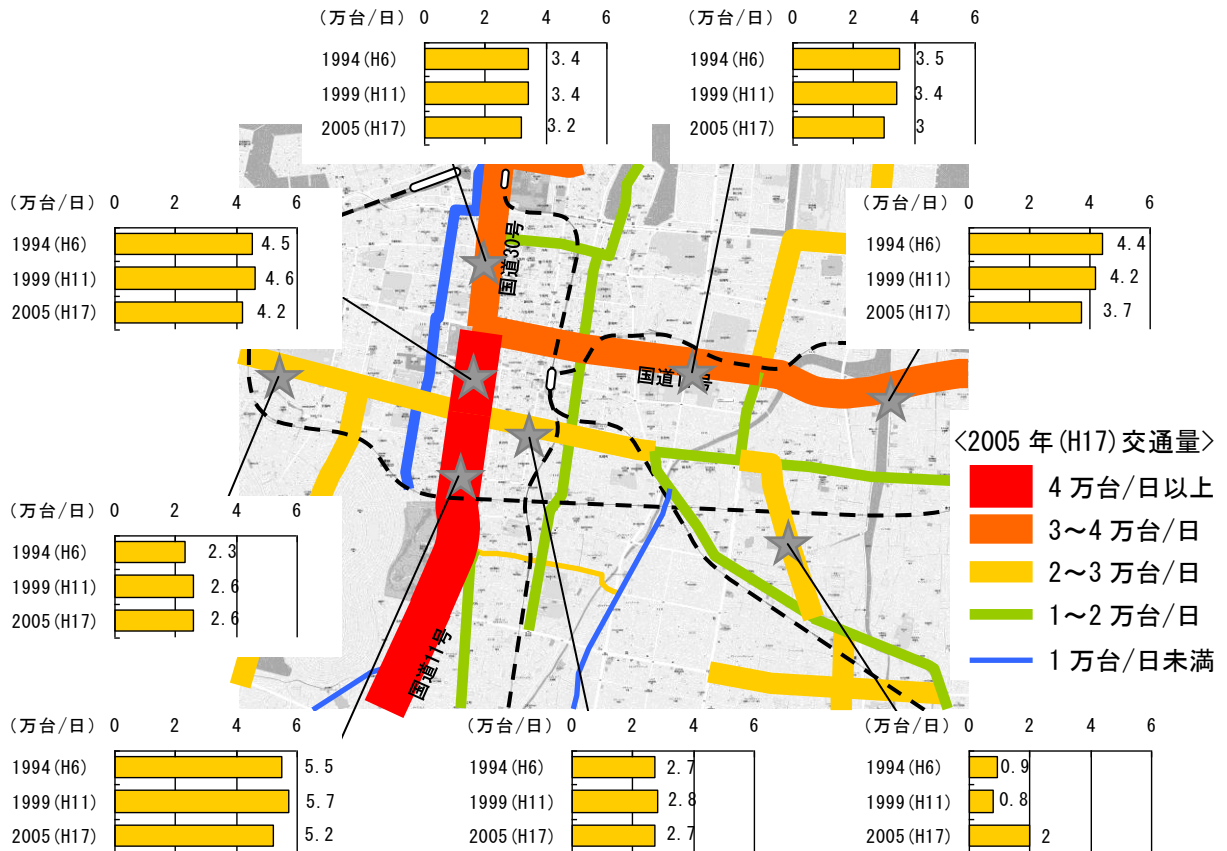 (万台/日) 0 2 4 6
1994(H6) 3.4
1999(H11) 3.4
2005(H17) 3.2
(万台/日) 0 2 4 6
1994(H6) 3.5
1999(H11) 3.4
2005(H17) 3
(万台/日) 0 2 4 6
1994(H6) 4.5
1999(H11) 4.6
2005(H17) 4.2
(万台/日) 0 2 4 6
1994(H6) 4.4
1999(H11) 4.2
2005(H17) 3.7
国道30号
国道1 号
国道11号
<2005 年(H17)交通量>
4 万台/日以上
3～4 万台/日
2～3 万台/日
1～2 万台/日
1 万台/日未満
(万台/日) 0 2 4 6
1994(H6) 2.3
1999(H11) 2.6
2005(H17) 2.6
(万台/日) 0 2 4 6
1994(H6) 5.5
1999(H11) 5.7
2005(H17) 5.2
(万台/日) 0 2 4 6
1994(H6) 2.7
1999(H11) 2.8
2005(H17) 2.7
(万台/日) 0 2 4 6
1994(H6) 0.9
1999(H11) 0.8
2005(H17) 2